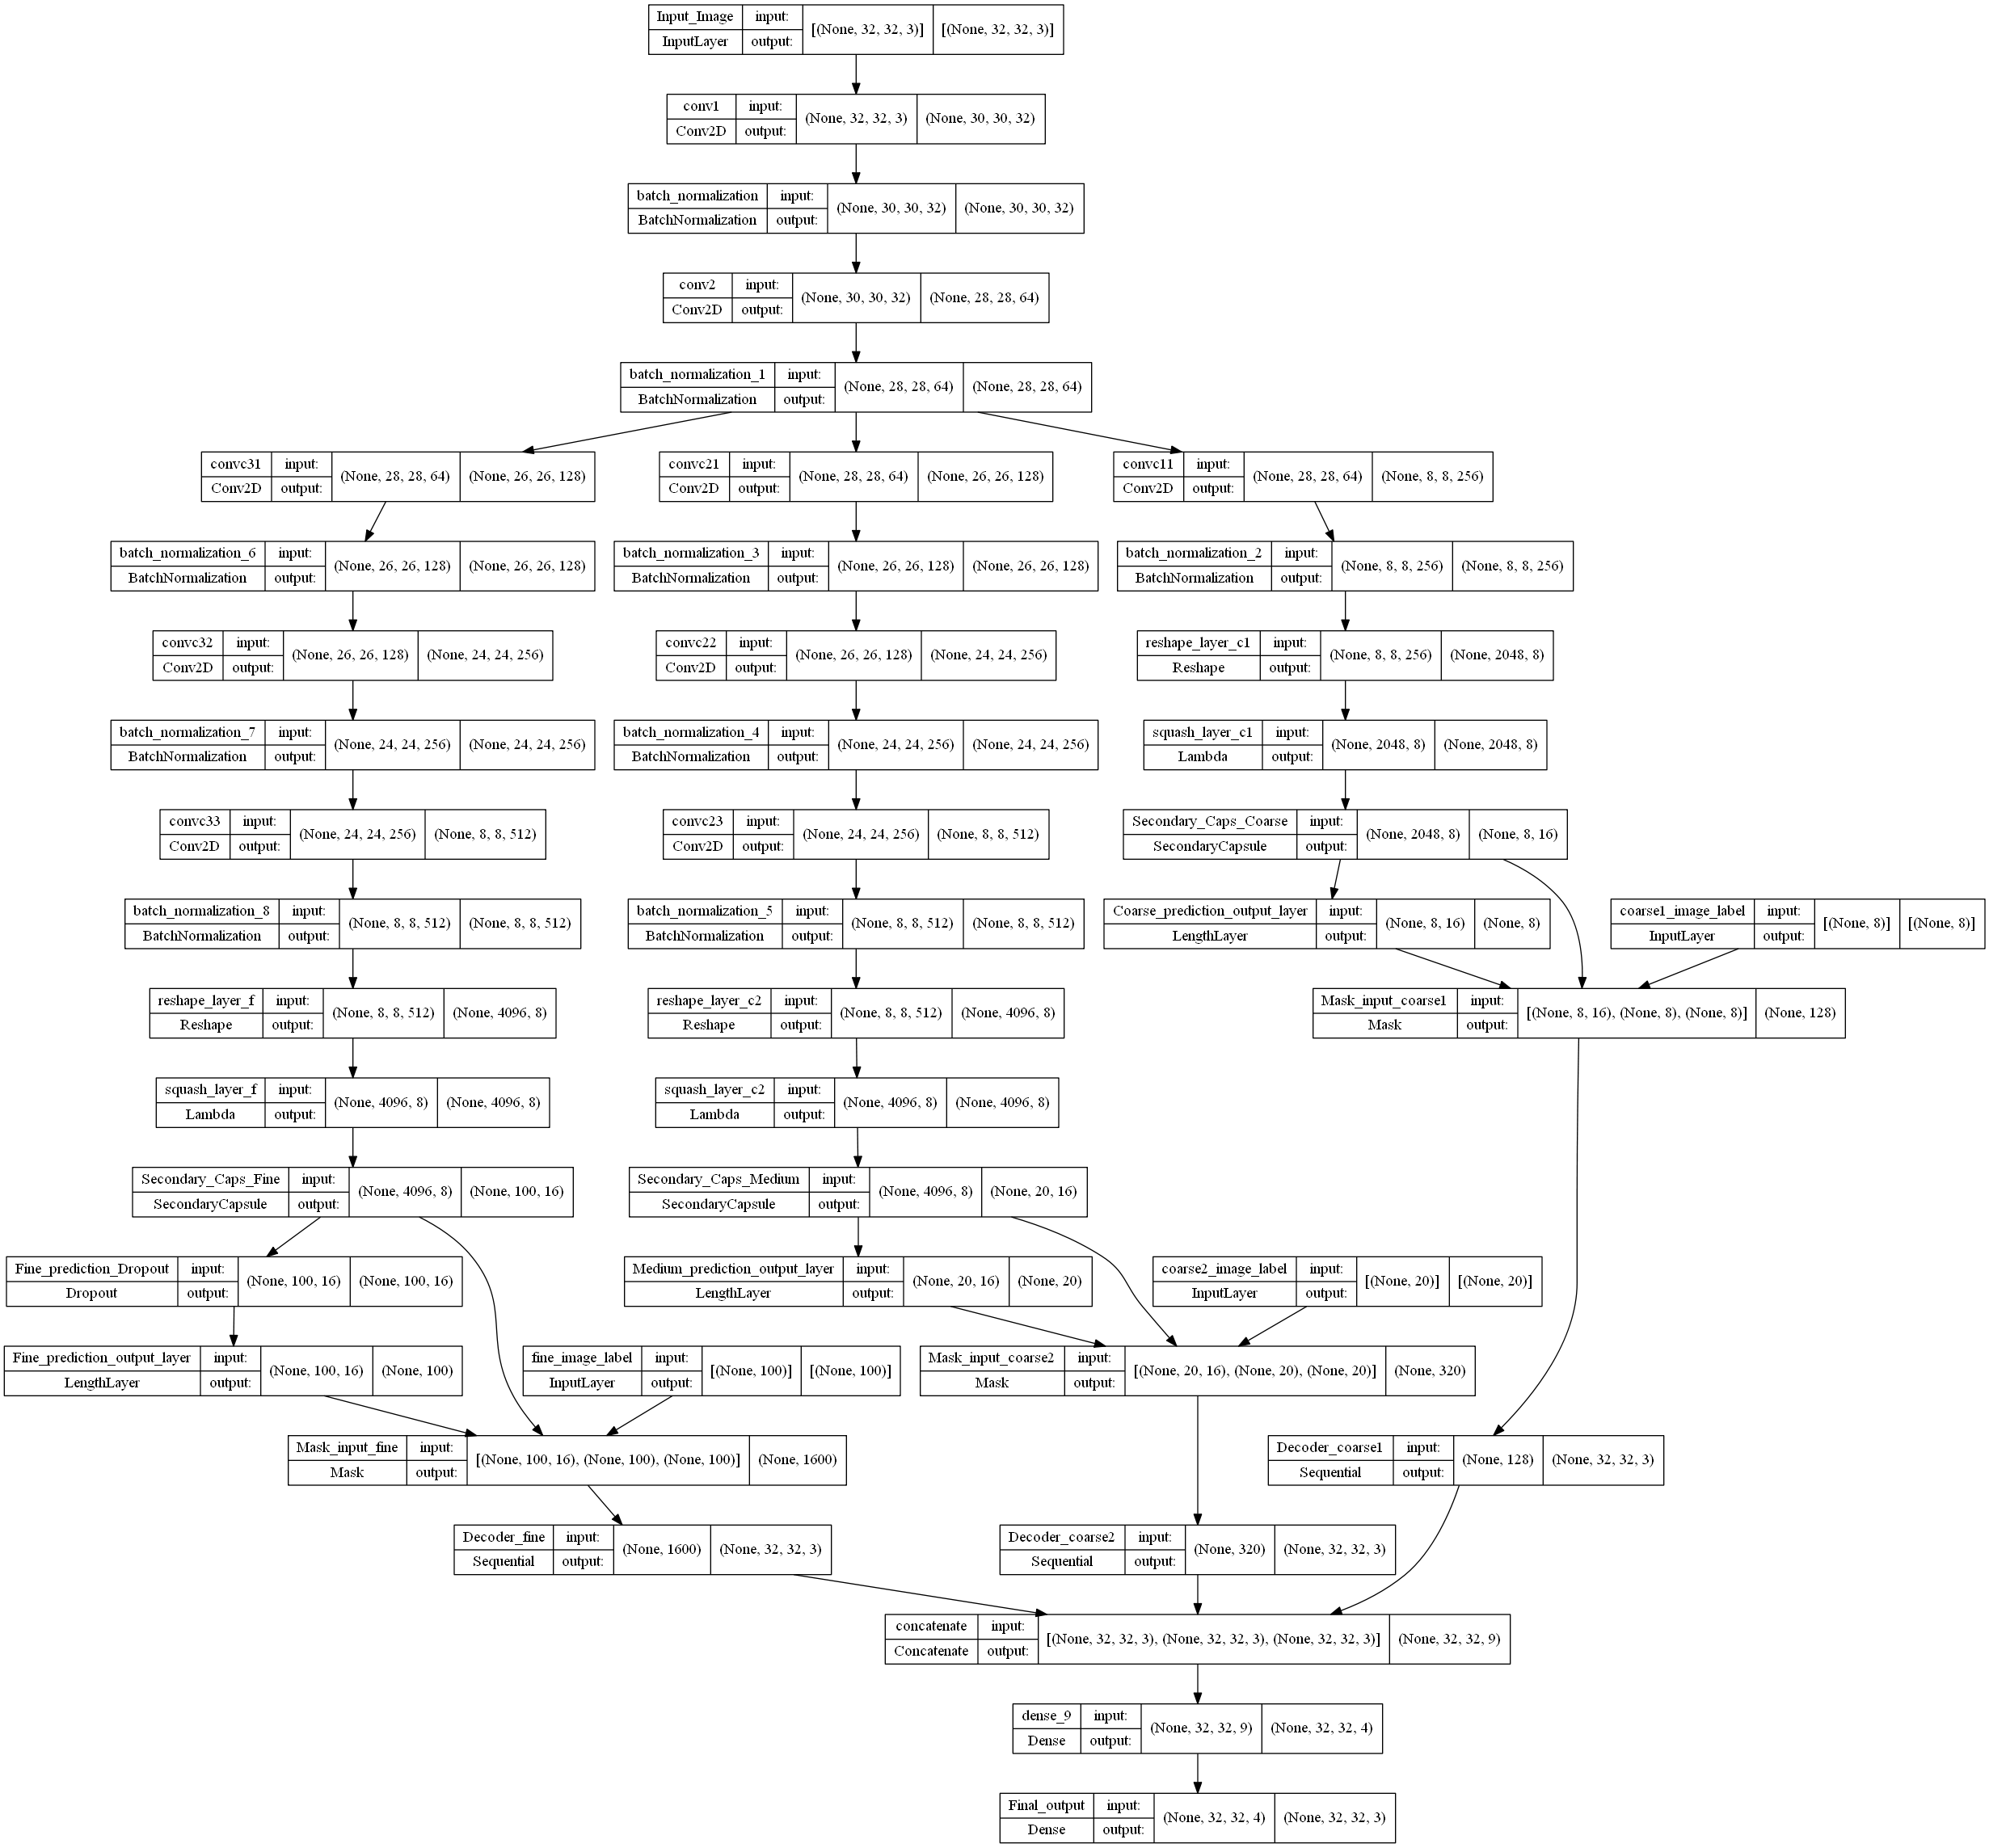 Input_Image input: [(None, 32, 32, 3)] [(None, 32, 32, 3)]
InputLayer output:
conv1 input: (None, 32, 32, 3) (None, 30, 30, 32)
Conv2D output:
batch_normalization input: (None, 30, 30, 32) (None, 30, 30, 32)
BatchNormalization output:
conv2 input: (None, 30, 30, 32) (None, 28, 28, 64)
Conv2D output:
batch_normalization_1 input: (None, 28, 28, 64) (None, 28, 28, 64)
BatchNormalization output:
convc31 input: (None, 28, 28, 64) (None, 26, 26, 128)
Conv2D output:
convc21 input: (None, 28, 28, 64) (None, 26, 26, 128)
Conv2D output:
convc11 input: (None, 28, 28, 64) (None, 8, 8, 256)
Conv2D output:
batch_normalization_6 input: (None, 26, 26, 128) (None, 26, 26, 128)
BatchNormalization output:
batch_normalization_3 input: (None, 26, 26, 128) (None, 26, 26, 128)
BatchNormalization output:
batch_normalization_2 input: (None, 8, 8, 256) (None, 8, 8, 256)
BatchNormalization output:
convc32 input: (None, 26, 26, 128) (None, 24, 24, 256)
Conv2D output:
convc22 input: (None, 26, 26, 128) (None, 24, 24, 256)
Conv2D output:
reshape_layer_c1 input: (None, 8, 8, 256) (None, 2048, 8)
Reshape output:
batch_normalization_7 input: (None, 24, 24, 256) (None, 24, 24, 256)
BatchNormalization output:
batch_normalization_4 input: (None, 24, 24, 256) (None, 24, 24, 256)
BatchNormalization output:
squash_layer_c1 input: (None, 2048, 8) (None, 2048, 8)
Lambda output:
convc33 input: (None, 24, 24, 256) (None, 8, 8, 512)
Conv2D output:
convc23 input: (None, 24, 24, 256) (None, 8, 8, 512)
Conv2D output:
Secondary_Caps_Coarse input: (None, 2048, 8) (None, 8, 16)
SecondaryCapsule output:
batch_normalization_8 input: (None, 8, 8, 512) (None, 8, 8, 512)
BatchNormalization output:
batch_normalization_5 input: (None, 8, 8, 512) (None, 8, 8, 512)
BatchNormalization output:
Coarse_prediction_output_layer input: (None, 8, 16) (None, 8)
LengthLayer output:
coarse1_image_label input: [(None, 8)] [(None, 8)]
InputLayer output:
reshape_layer_f input: (None, 8, 8, 512) (None, 4096, 8)
Reshape output:
reshape_layer_c2 input: (None, 8, 8, 512) (None, 4096, 8)
Reshape output:
Mask_input_coarse1 input: [(None, 8, 16), (None, 8), (None, 8)] (None, 128)
Mask output:
squash_layer_f input: (None, 4096, 8) (None, 4096, 8)
Lambda output:
squash_layer_c2 input: (None, 4096, 8) (None, 4096, 8)
Lambda output:
Secondary_Caps_Fine input: (None, 4096, 8) (None, 100, 16)
SecondaryCapsule output:
Secondary_Caps_Medium input: (None, 4096, 8) (None, 20, 16)
SecondaryCapsule output:
Fine_prediction_Dropout input: (None, 100, 16) (None, 100, 16)
Dropout output:
Medium_prediction_output_layer input: (None, 20, 16) (None, 20)
LengthLayer output:
coarse2_image_label input: [(None, 20)] [(None, 20)]
InputLayer output:
Fine_prediction_output_layer input: (None, 100, 16) (None, 100)
LengthLayer output:
fine_image_label input: [(None, 100)] [(None, 100)]
InputLayer output:
Mask_input_coarse2 input: [(None, 20, 16), (None, 20), (None, 20)] (None, 320)
Mask output:
Mask_input_fine input: [(None, 100, 16), (None, 100), (None, 100)] (None, 1600)
Mask output:
Decoder_coarse1 input: (None, 128) (None, 32, 32, 3)
Sequential output:
Decoder_fine input: (None, 1600) (None, 32, 32, 3)
Sequential output:
Decoder_coarse2 input: (None, 320) (None, 32, 32, 3)
Sequential output:
concatenate input: [(None, 32, 32, 3), (None, 32, 32, 3), (None, 32, 32, 3)] (None, 32, 32, 9)
Concatenate output:
dense_9 input: (None, 32, 32, 9) (None, 32, 32, 4)
Dense output:
Final_output input: (None, 32, 32, 4) (None, 32, 32, 3)
Dense output: